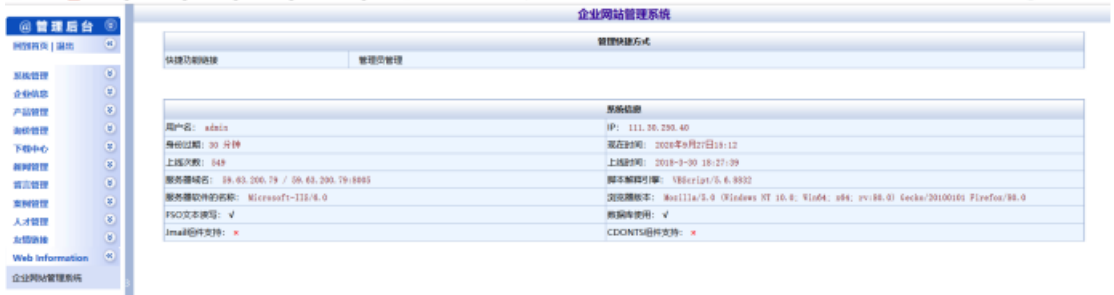 企业网站管理系统
管理后台
回到首页 | 退出
系统管理
企业信息
产品管理
询价管理
下载中心
新闻管理
留言管理
案例管理
人才管理
友情链接
Web Information
企业网站管理系统
管理快捷方式
快捷功能链接 管理员管理
系统信息
用户名： admin IP： 111.30.250.40
身份过期：30 分钟 现在时间： 2020年9月27日15:12
上线次数： 549 上线时间： 2018-3-30 18:27:39
服务器域名： 59.63.200.79 / 59.63.200.79:8005 脚本解释引擎： VBScript/5.6.8832
服务器软件的名称： Microsoft-IIS/6.0 浏览器版本： Mozilla/5.0 (Windows NT 10.0; Win64; x64; rv:80.0) Gecko/20100101 Firefox/80.0
FSO文本读写： √ 数据库使用： √
Jmail组件支持： × CDONTS组件支持： ×